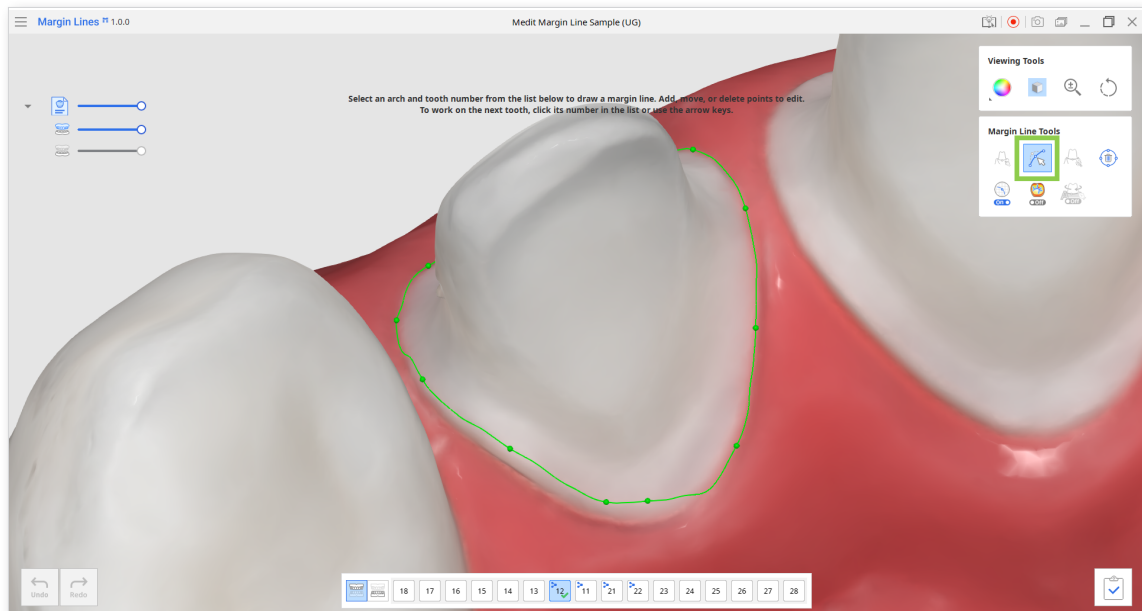 Margin Lines M 1.0.0
Medit Margin Line Sample (UG)
Select an arch and tooth number from the list below to draw a margin line. Add, move, or delete points to edit.
To work on the next tooth, click its number in the list or use the arrow keys.
Viewing Tools
Margin Line Tools
On
Off
Off
Undo
Redo
18 17 16 15 14 13 12 11 21 22 23 24 25 26 27 28